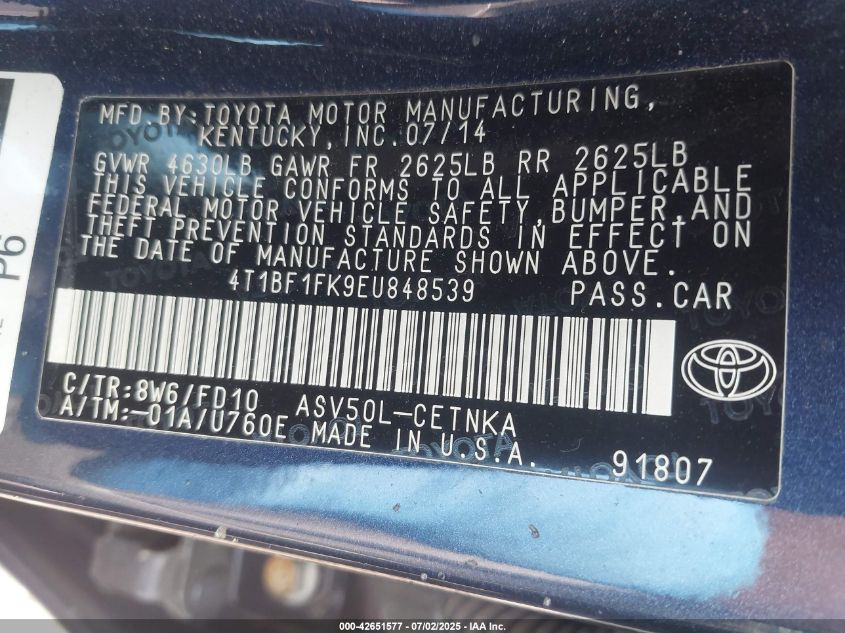 MFD.BY:TOYOTA MOTOR MANUFACTURING,
KENTUCKY, INC.07/14
GVWR 4630LB GAWR FR 2625LB RR 2625LB
THIS VEHICLE CONFORMS TO ALL APPLICABLE
FEDERAL MOTOR VEHICLE SAFETY,BUMPER,AND
THEFT PREVENTION STANDARDS IN EFFECT ON
THE DATE OF MANUFACTURE SHOWN ABOVE.
4T1BF1FK9EU848539 PASS.CAR
C/TR:8W6/FD10 ASV50L-CETNKA
A/TM:-01A/U760E MADE IN U.S.A. 91807
P6
000-42651577 - 07/02/2025 - IAA Inc.